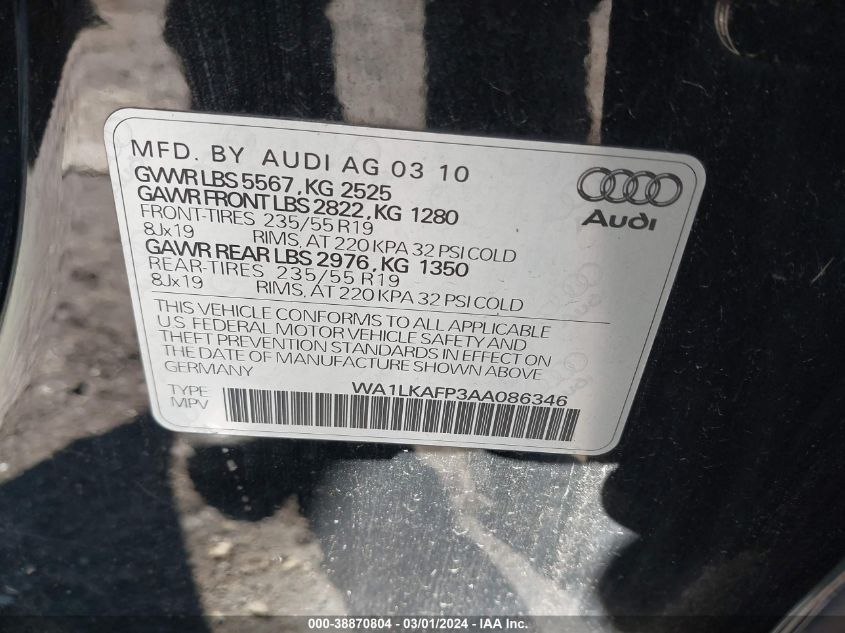 MFD. BY AUDI AG 03 10
GVWR LBS 5567, KG 2525
GAWR FRONT LBS 2822, KG 1280
FRONT-TIRES 235/55 R19
8Jx19 RIMS, AT 220 KPA 32 PSI COLD
GAWR REAR LBS 2976, KG 1350
REAR-TIRES 235/55 R19
8Jx19 RIMS, AT 220 KPA 32 PSI COLD
Audi
THIS VEHICLE CONFORMS TO ALL APPLICABLE
U S FEDERAL MOTOR VEHICLE SAFETY AND
THEFT PREVENTION STANDARDS IN EFFECT ON
THE DATE OF MANUFACTURE SHOWN ABOVE
GERMANY
WA1LKAFP3AA086346
TYPE
MPV
000-38870804 - 03/01/2024 - IAA Inc.